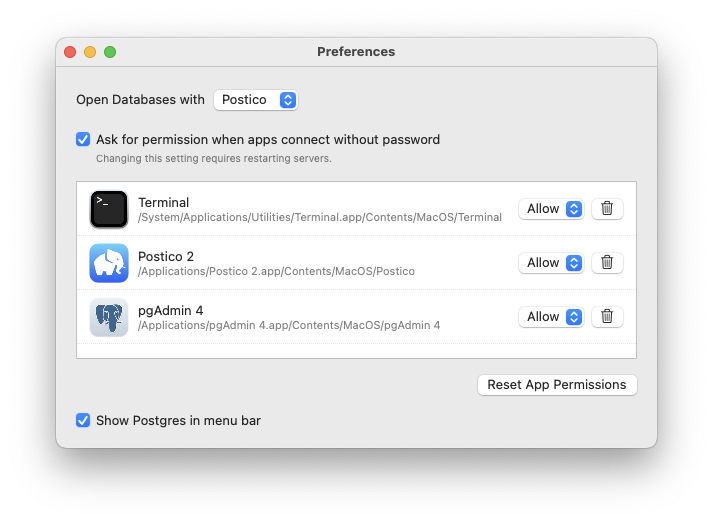 Preferences
Open Databases with Postico
Ask for permission when apps connect without password
Changing this setting requires restarting servers.
>_
Terminal
/System/Applications/Utilities/Terminal.app/Contents/MacOS/Terminal
Allow
Postico 2
/Applications/Postico 2.app/Contents/MacOS/Postico
Allow
pgAdmin 4
/Applications/pgAdmin 4.app/Contents/MacOS/pgAdmin 4
Allow
Reset App Permissions
Show Postgres in menu bar